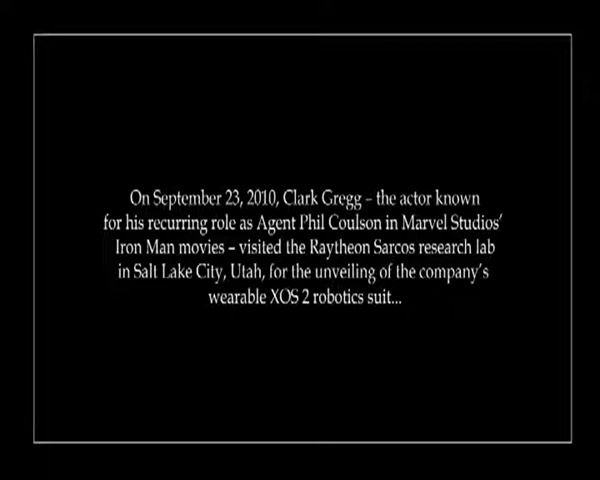 On September 23, 2010, Clark Gregg – the actor known
for his recurring role as Agent Phil Coulson in Marvel Studios’
Iron Man movies – visited the Raytheon Sarcos research lab
in Salt Lake City, Utah, for the unveiling of the company’s
wearable XOS 2 robotics suit...